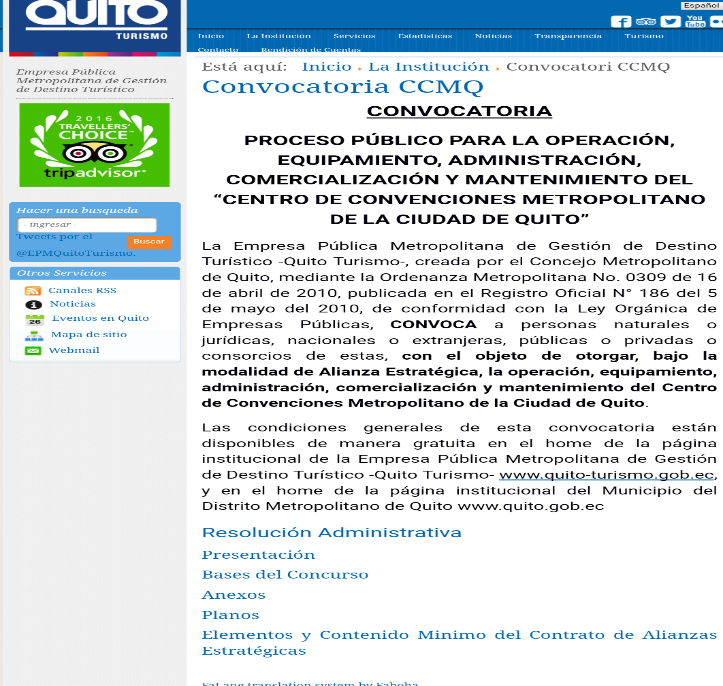 Español
QUITO
TURISMO
Inicio La Institución Servicios Estadísticas Noticias Transparencia Turismo
Contacto Rendición de Cuentas
You
Tube
Empresa Pública
Metropolitana de Gestión
de Destino Turístico
2016
TRAVELLERS'
CHOICE™
tripadvisor®
Hacer una busqueda
- ingresar -
Tweets por el
Buscar
@EPMQuitoTurismo.
Otros Servicios
Canales RSS
Noticias
26
Eventos en Quito
Mapa de sitio
Webmail
Está aquí: Inicio La Institución Convocatori CCMQ
Convocatoria CCMQ
CONVOCATORIA
PROCESO PÚBLICO PARA LA OPERACIÓN,
EQUIPAMIENTO, ADMINISTRACIÓN,
COMERCIALIZACIÓN Y MANTENIMIENTO DEL
“CENTRO DE CONVENCIONES METROPOLITANO
DE LA CIUDAD DE QUITO”
La Empresa Pública Metropolitana de Gestión de Destino
Turístico -Quito Turismo-, creada por el Concejo Metropolitano
de Quito, mediante la Ordenanza Metropolitana No. 0309 de 16
de abril de 2010, publicada en el Registro Oficial N° 186 del 5
de mayo del 2010, de conformidad con la Ley Orgánica de
Empresas Públicas, CONVOCA a personas naturales o
jurídicas, nacionales o extranjeras, públicas o privadas o
consorcios de estas, con el objeto de otorgar, bajo la
modalidad de Alianza Estratégica, la operación, equipamiento,
administración, comercialización y mantenimiento del Centro
de Convenciones Metropolitano de la Ciudad de Quito.
Las condiciones generales de esta convocatoria están
disponibles de manera gratuita en el home de la página
institucional de la Empresa Pública Metropolitana de Gestión
de Destino Turístico -Quito Turismo- www.quito-turismo.gob.ec,
y en el home de la página institucional del Municipio del
Distrito Metropolitano de Quito www.quito.gob.ec
Resolución Administrativa
Presentación
Bases del Concurso
Anexos
Planos
Elementos y Contenido Minimo del Contrato de Alianzas
Estratégicas
FaLang translation system by Faboba